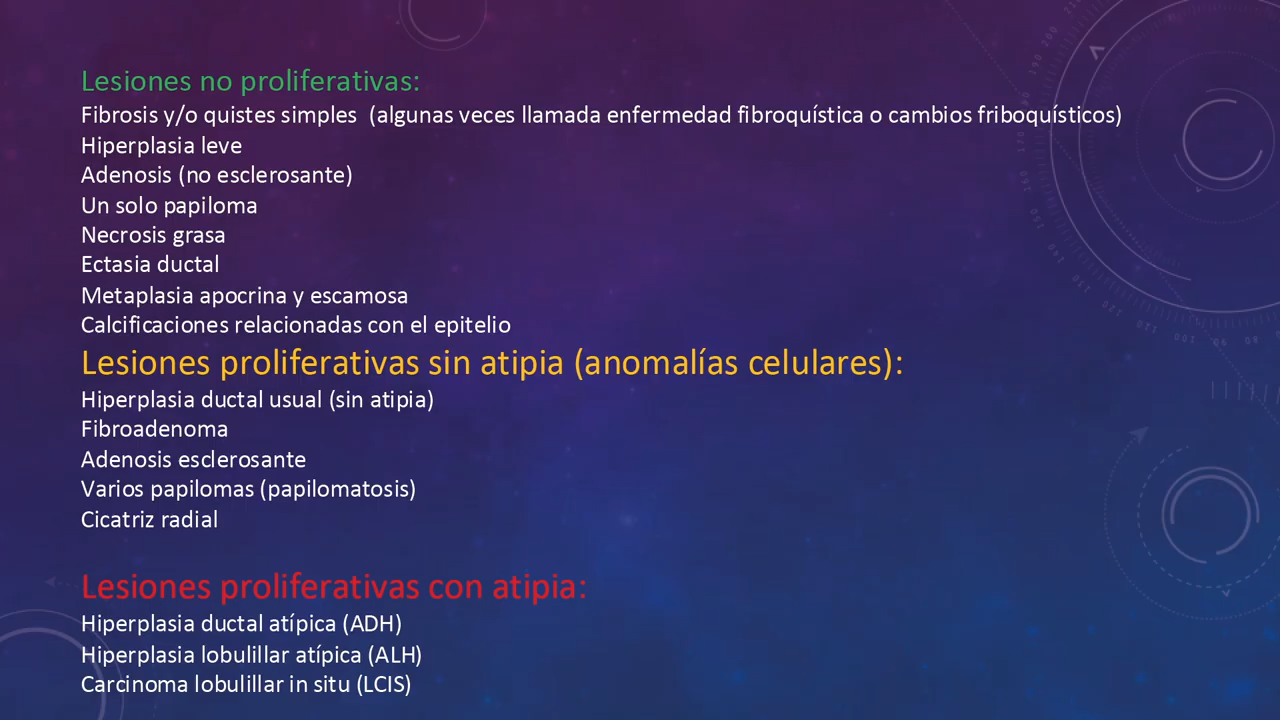 Lesiones no proliferativas:
Fibrosis y/o quistes simples (algunas veces llamada enfermedad fibroquística o cambios friboquísticos)
Hiperplasia leve
Adenosis (no esclerosante)
Un solo papiloma
Necrosis grasa
Ectasia ductal
Metaplasia apocrina y escamosa
Calcificaciones relacionadas con el epitelio
Lesiones proliferativas sin atipia (anomalías celulares):
Hiperplasia ductal usual (sin atipia)
Fibroadenoma
Adenosis esclerosante
Varios papilomas (papilomatosis)
Cicatriz radial
Lesiones proliferativas con atipia:
Hiperplasia ductal atípica (ADH)
Hiperplasia lobulillar atípica (ALH)
Carcinoma lobulillar in situ (LCIS)